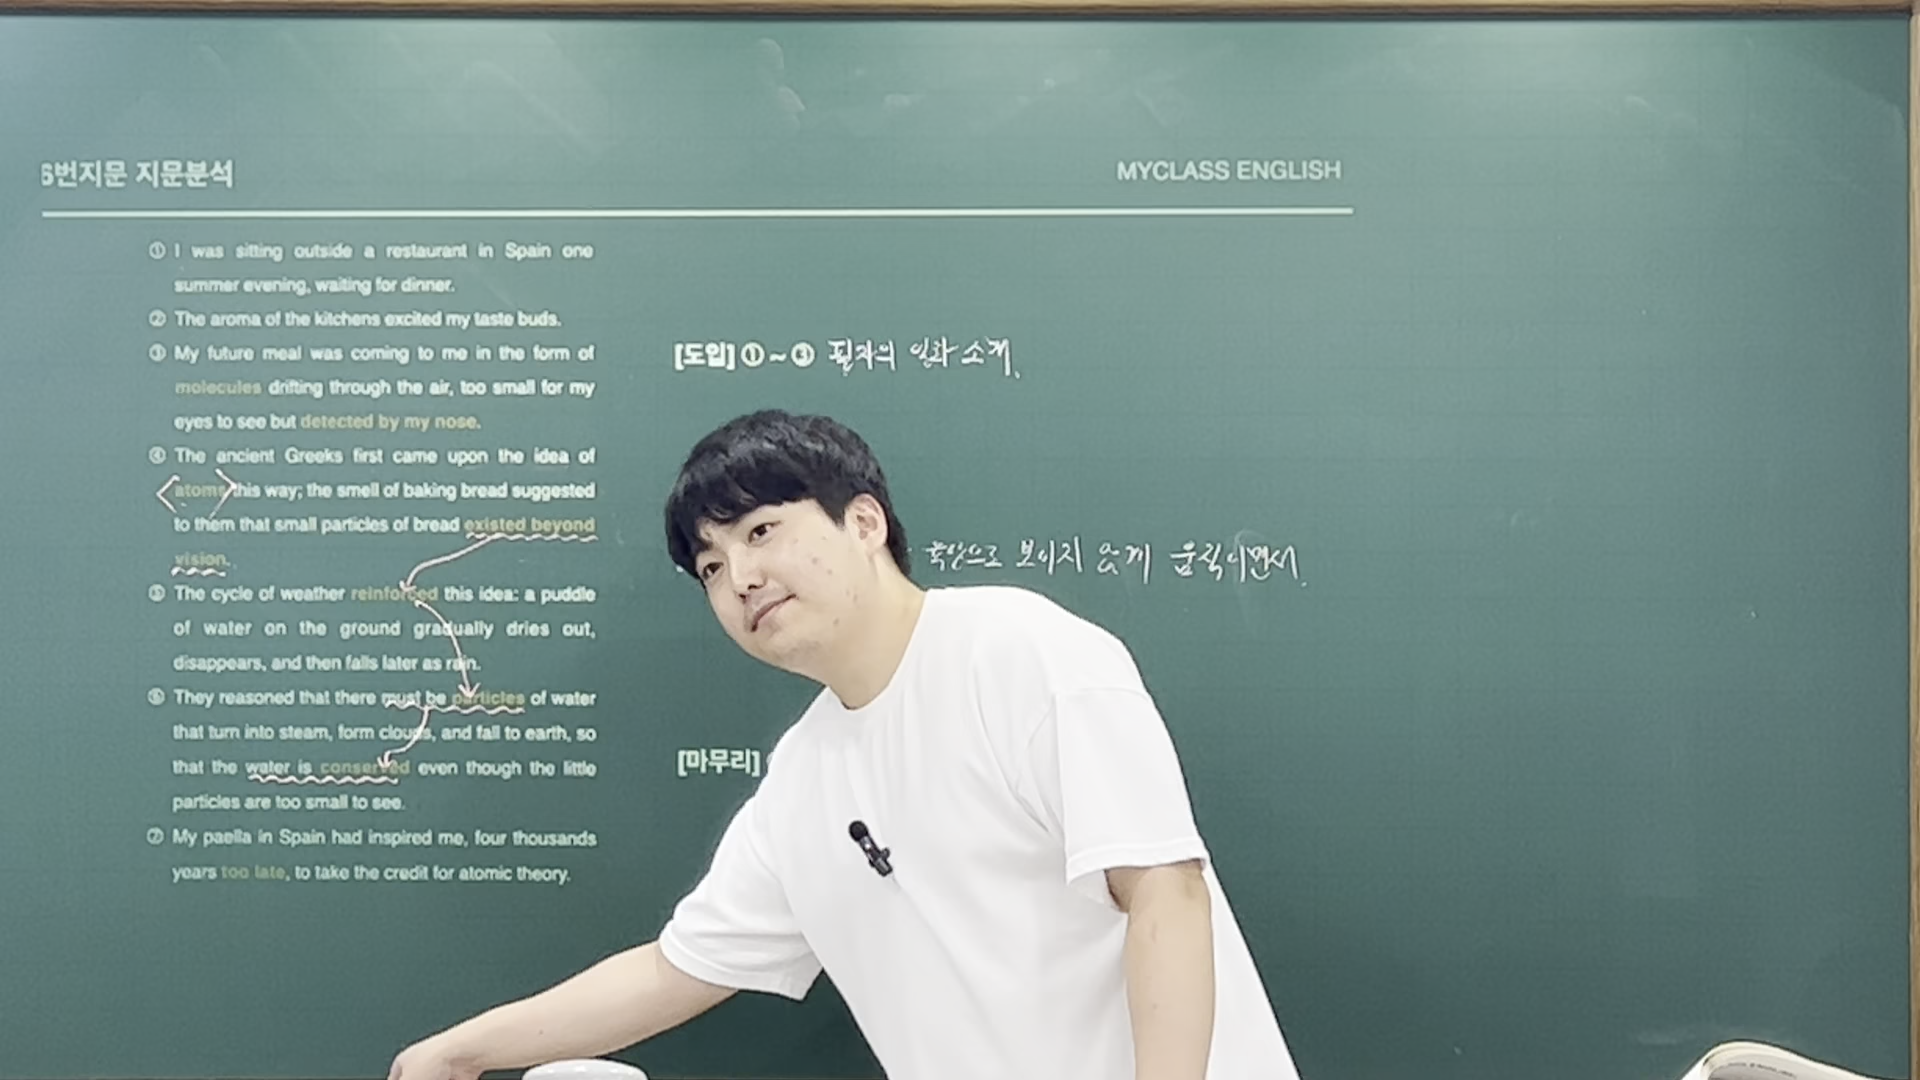 6번지문 지문분석
MYCLASS ENGLISH
① I was sitting outside a restaurant in Spain one
summer evening, waiting for dinner.
② The aroma of the kitchens excited my taste buds.
③ My future meal was coming to me in the form of
molecules drifting through the air, too small for my
eyes to see but detected by my nose.
④ The ancient Greeks first came upon the idea of
atoms this way; the smell of baking bread suggested
to them that small particles of bread existed beyond
vision.
⑤ The cycle of weather reinforced this idea: a puddle
of water on the ground gradually dries out,
disappears, and then falls later as rain.
⑥ They reasoned that there must be particles of water
that turn into steam, form clouds, and fall to earth, so
that the water is conserved even though the little
particles are too small to see.
⑦ My paella in Spain had inspired me, four thousands
years too late, to take the credit for atomic theory.
[도입] ① ~ ③ 필자의 일화 소개.
보이지 않게 움직이면서.
[마무리]